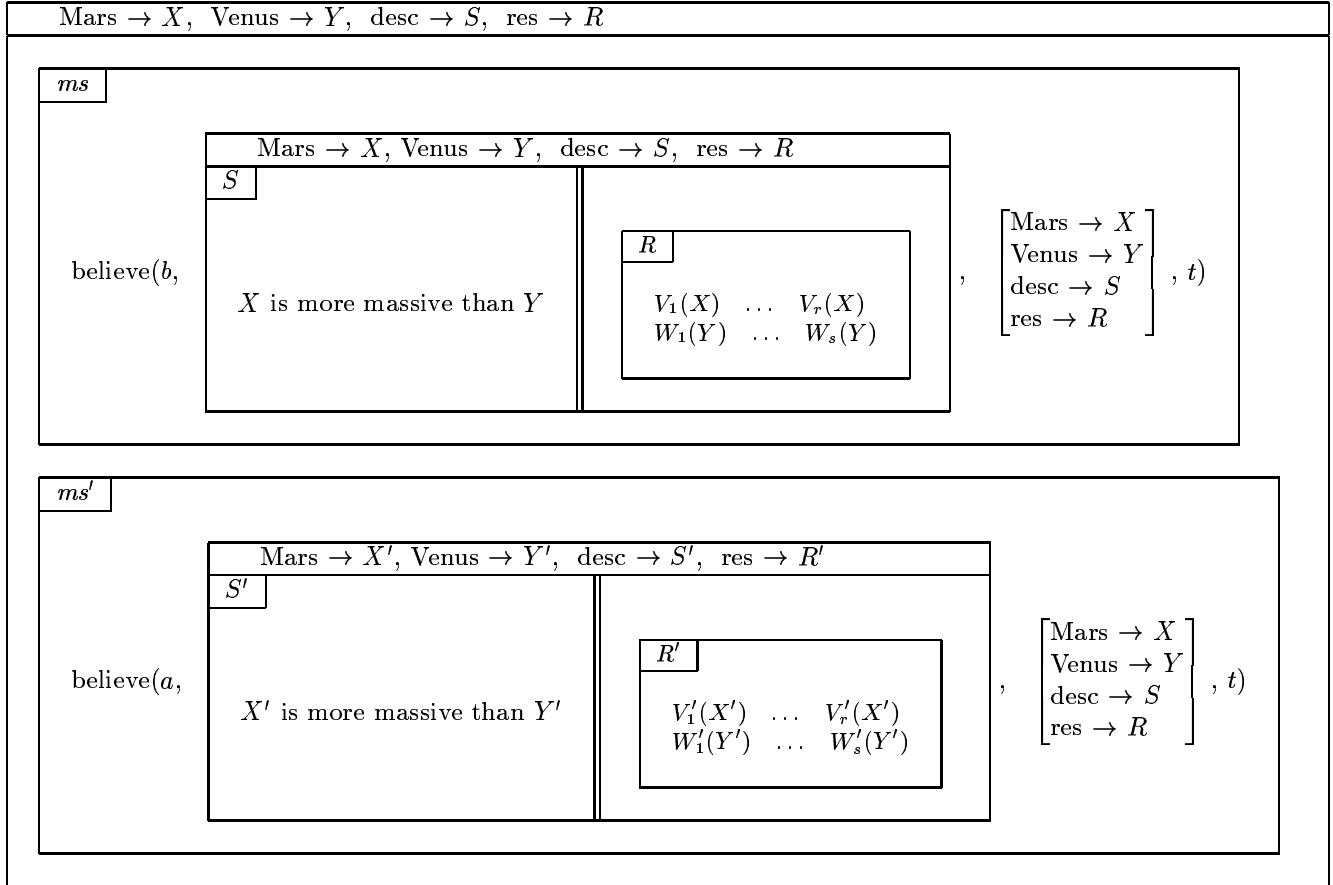 Mars → X, Venus → Y, desc → S, res → R
ms
Mars → X, Venus → Y, desc → S, res → R
S
R
believe(b, X is more massive than Y
V₁(X) … Vᵣ(X)
W₁(Y) … Wₛ(Y)
, [Mars → X
Venus → Y
desc → S
res → R] , t)
ms′
Mars → X′, Venus → Y′, desc → S′, res → R′
S′
R′
believe(a, X′ is more massive than Y′
V′₁(X′) … V′ᵣ(X′)
W′₁(Y′) … W′ₛ(Y′)
, [Mars → X
Venus → Y
desc → S
res → R] , t)